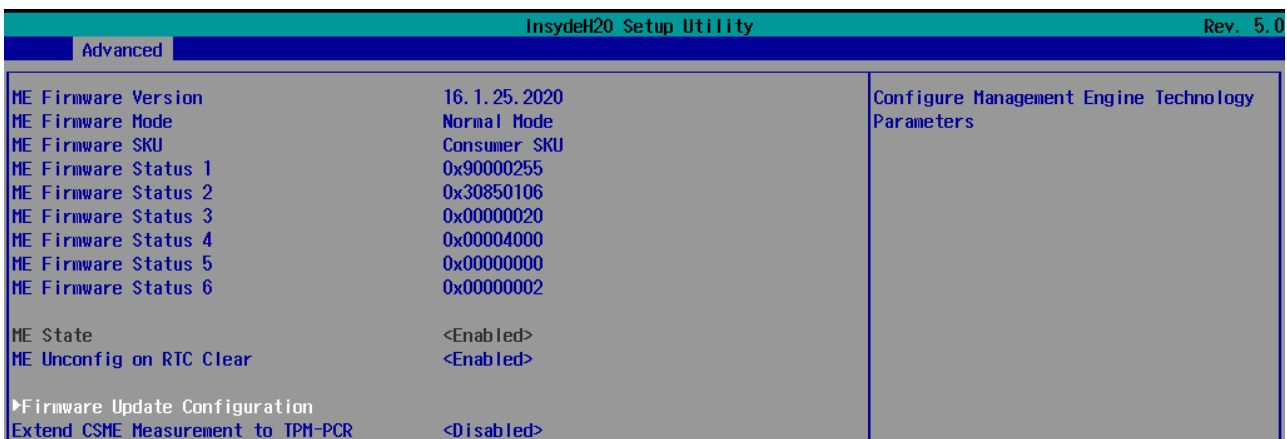 InsydeH20 Setup Utility Rev. 5.0
Advanced
ME Firmware Version 16.1.25.2020
ME Firmware Mode Normal Mode
ME Firmware SKU Consumer SKU
ME Firmware Status 1 0x90000255
ME Firmware Status 2 0x30850106
ME Firmware Status 3 0x00000020
ME Firmware Status 4 0x00004000
ME Firmware Status 5 0x00000000
ME Firmware Status 6 0x00000002
ME State <Enabled>
ME Unconfig on RTC Clear <Enabled>
▶Firmware Update Configuration
Extend CSME Measurement to TPM-PCR <Disabled>
Configure Management Engine Technology
Parameters